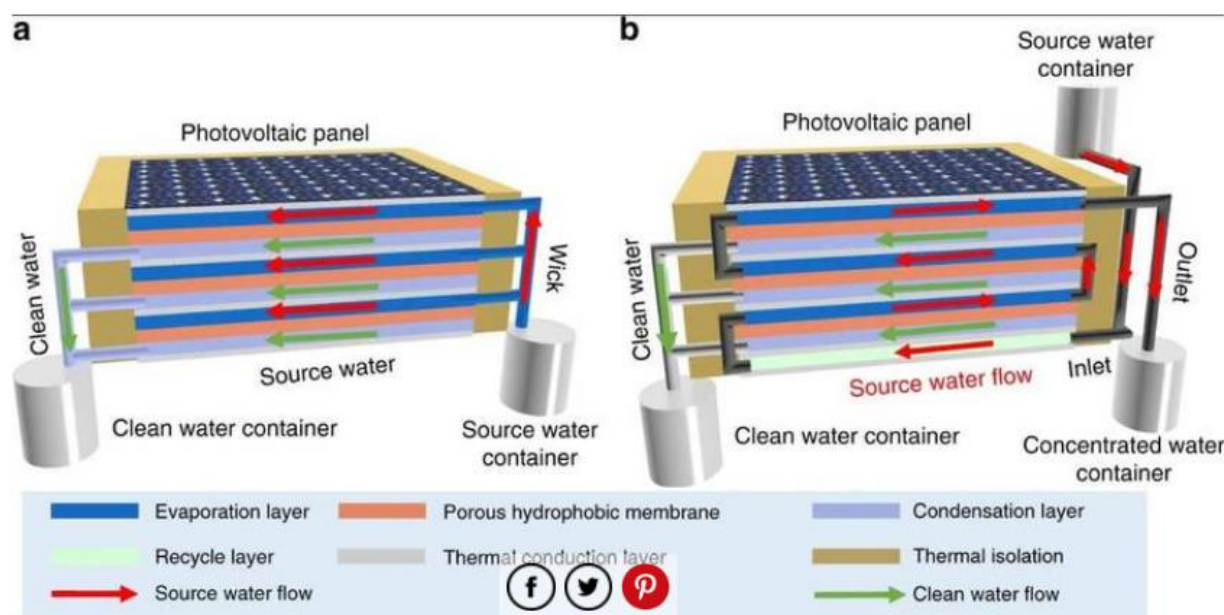 a
Photovoltaic panel
Clean water
Wick
Source water
Clean water container
Source water
container
b
Source water
container
Photovoltaic panel
Clean water
Outlet
Inlet
Source water flow
Clean water container
Concentrated water
container
Evaporation layer
Porous hydrophobic membrane
Condensation layer
Recycle layer
Thermal conduction layer
Thermal isolation
Source water flow
Clean water flow